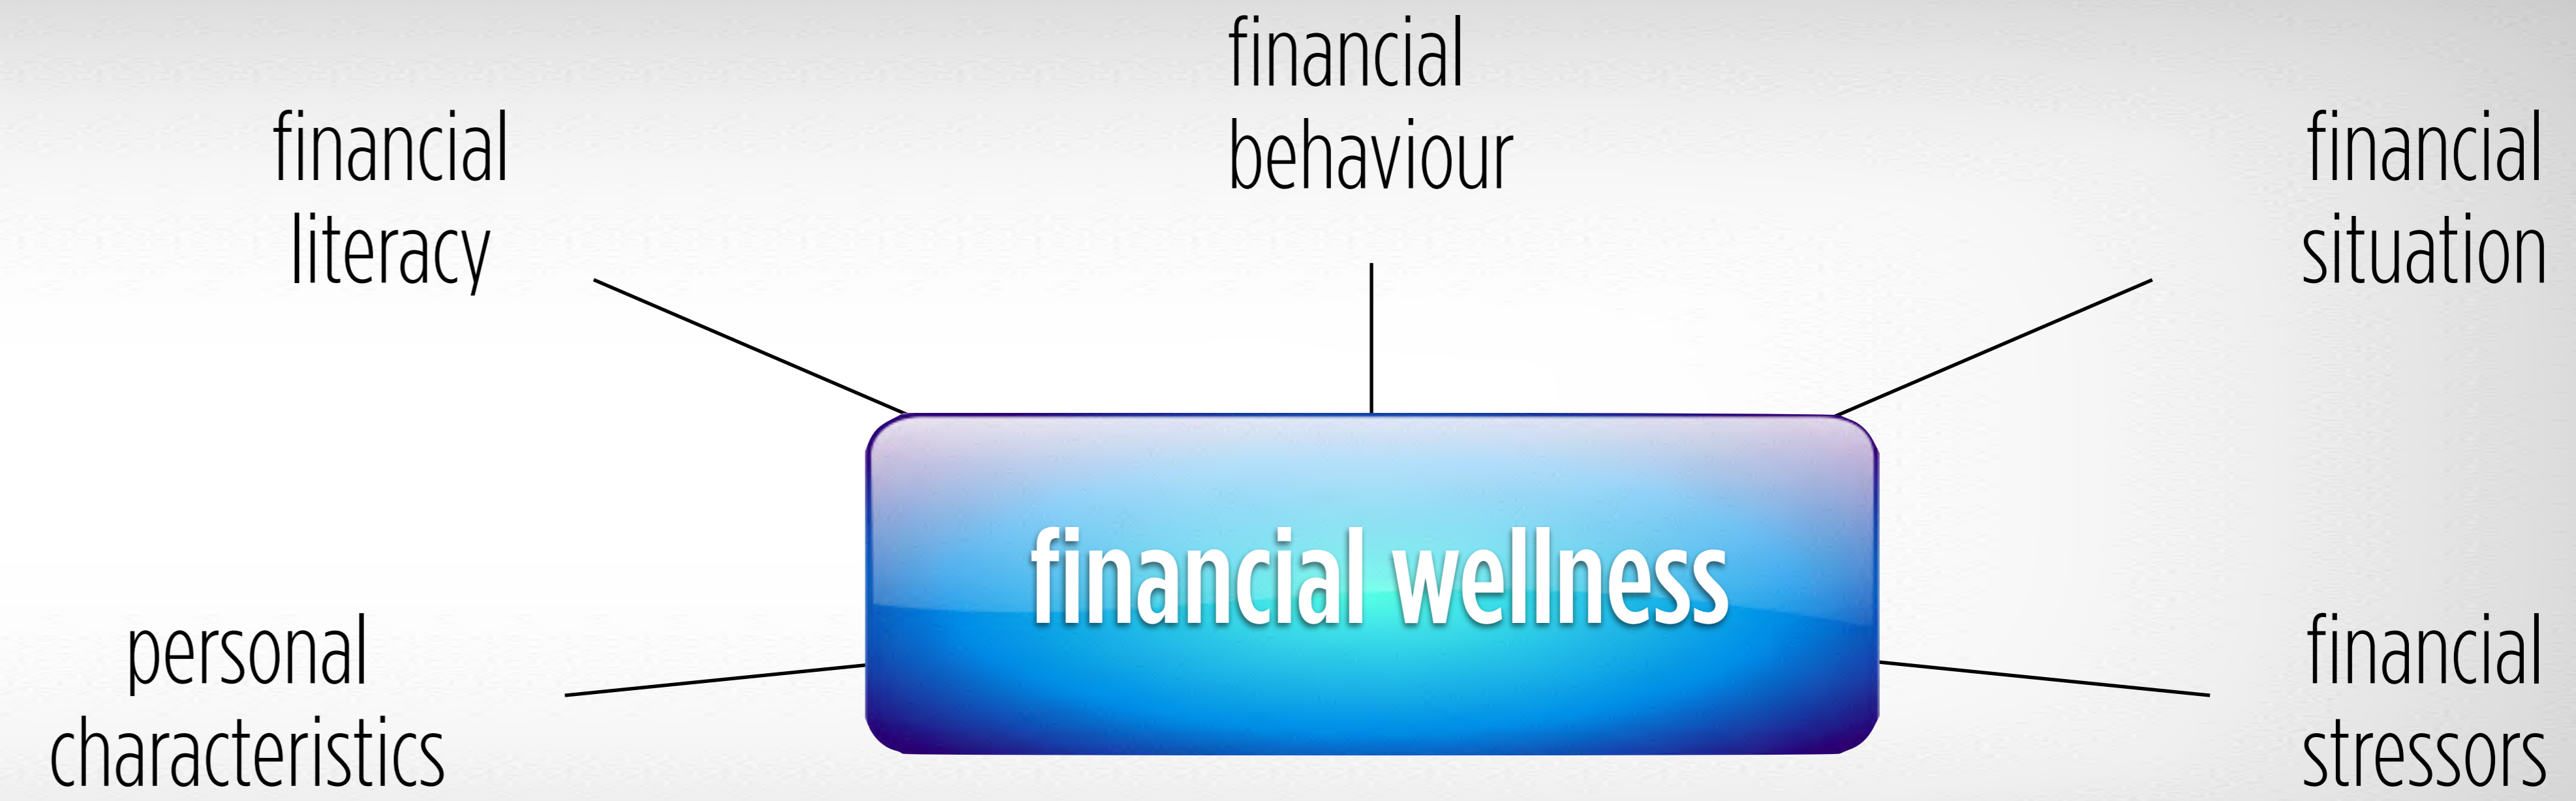 financial
behaviour
financial
literacy
financial
situation
financial wellness
personal
characteristics
financial
stressors